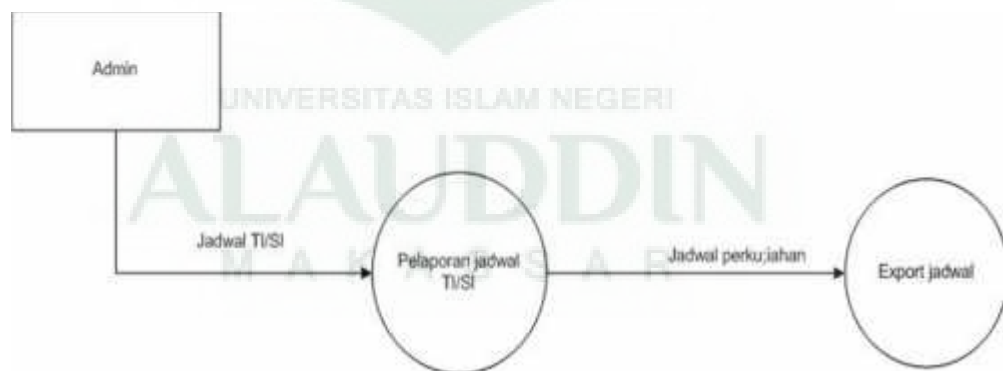 Admin
UNIVERSITAS ISLAM NEGERI
ALAUDDIN
M A K A S S A R
Jadwal TI/SI
Pelaporan jadwal
TI/SI
Jadwal perku;iahan
Export jadwal